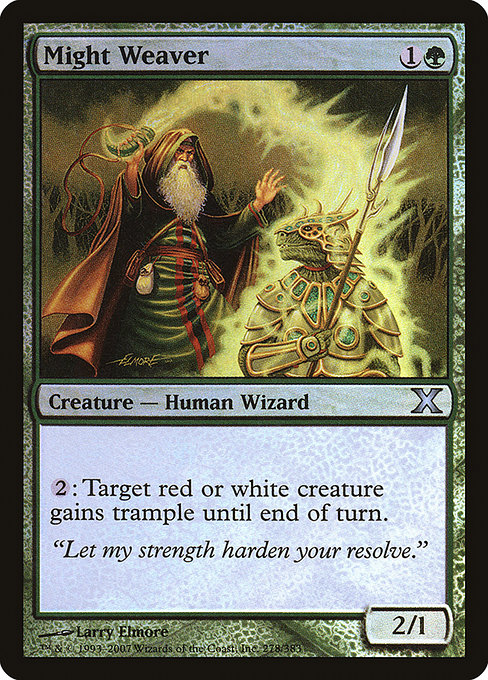 Might Weaver 1
ELMORE
Creature — Human Wizard X
2: Target red or white creature
gains trample until end of turn.
“Let my strength harden your resolve.”
Larry Elmore
2/1
™ & © 1993–2007 Wizards of the Coast, Inc. 278/383